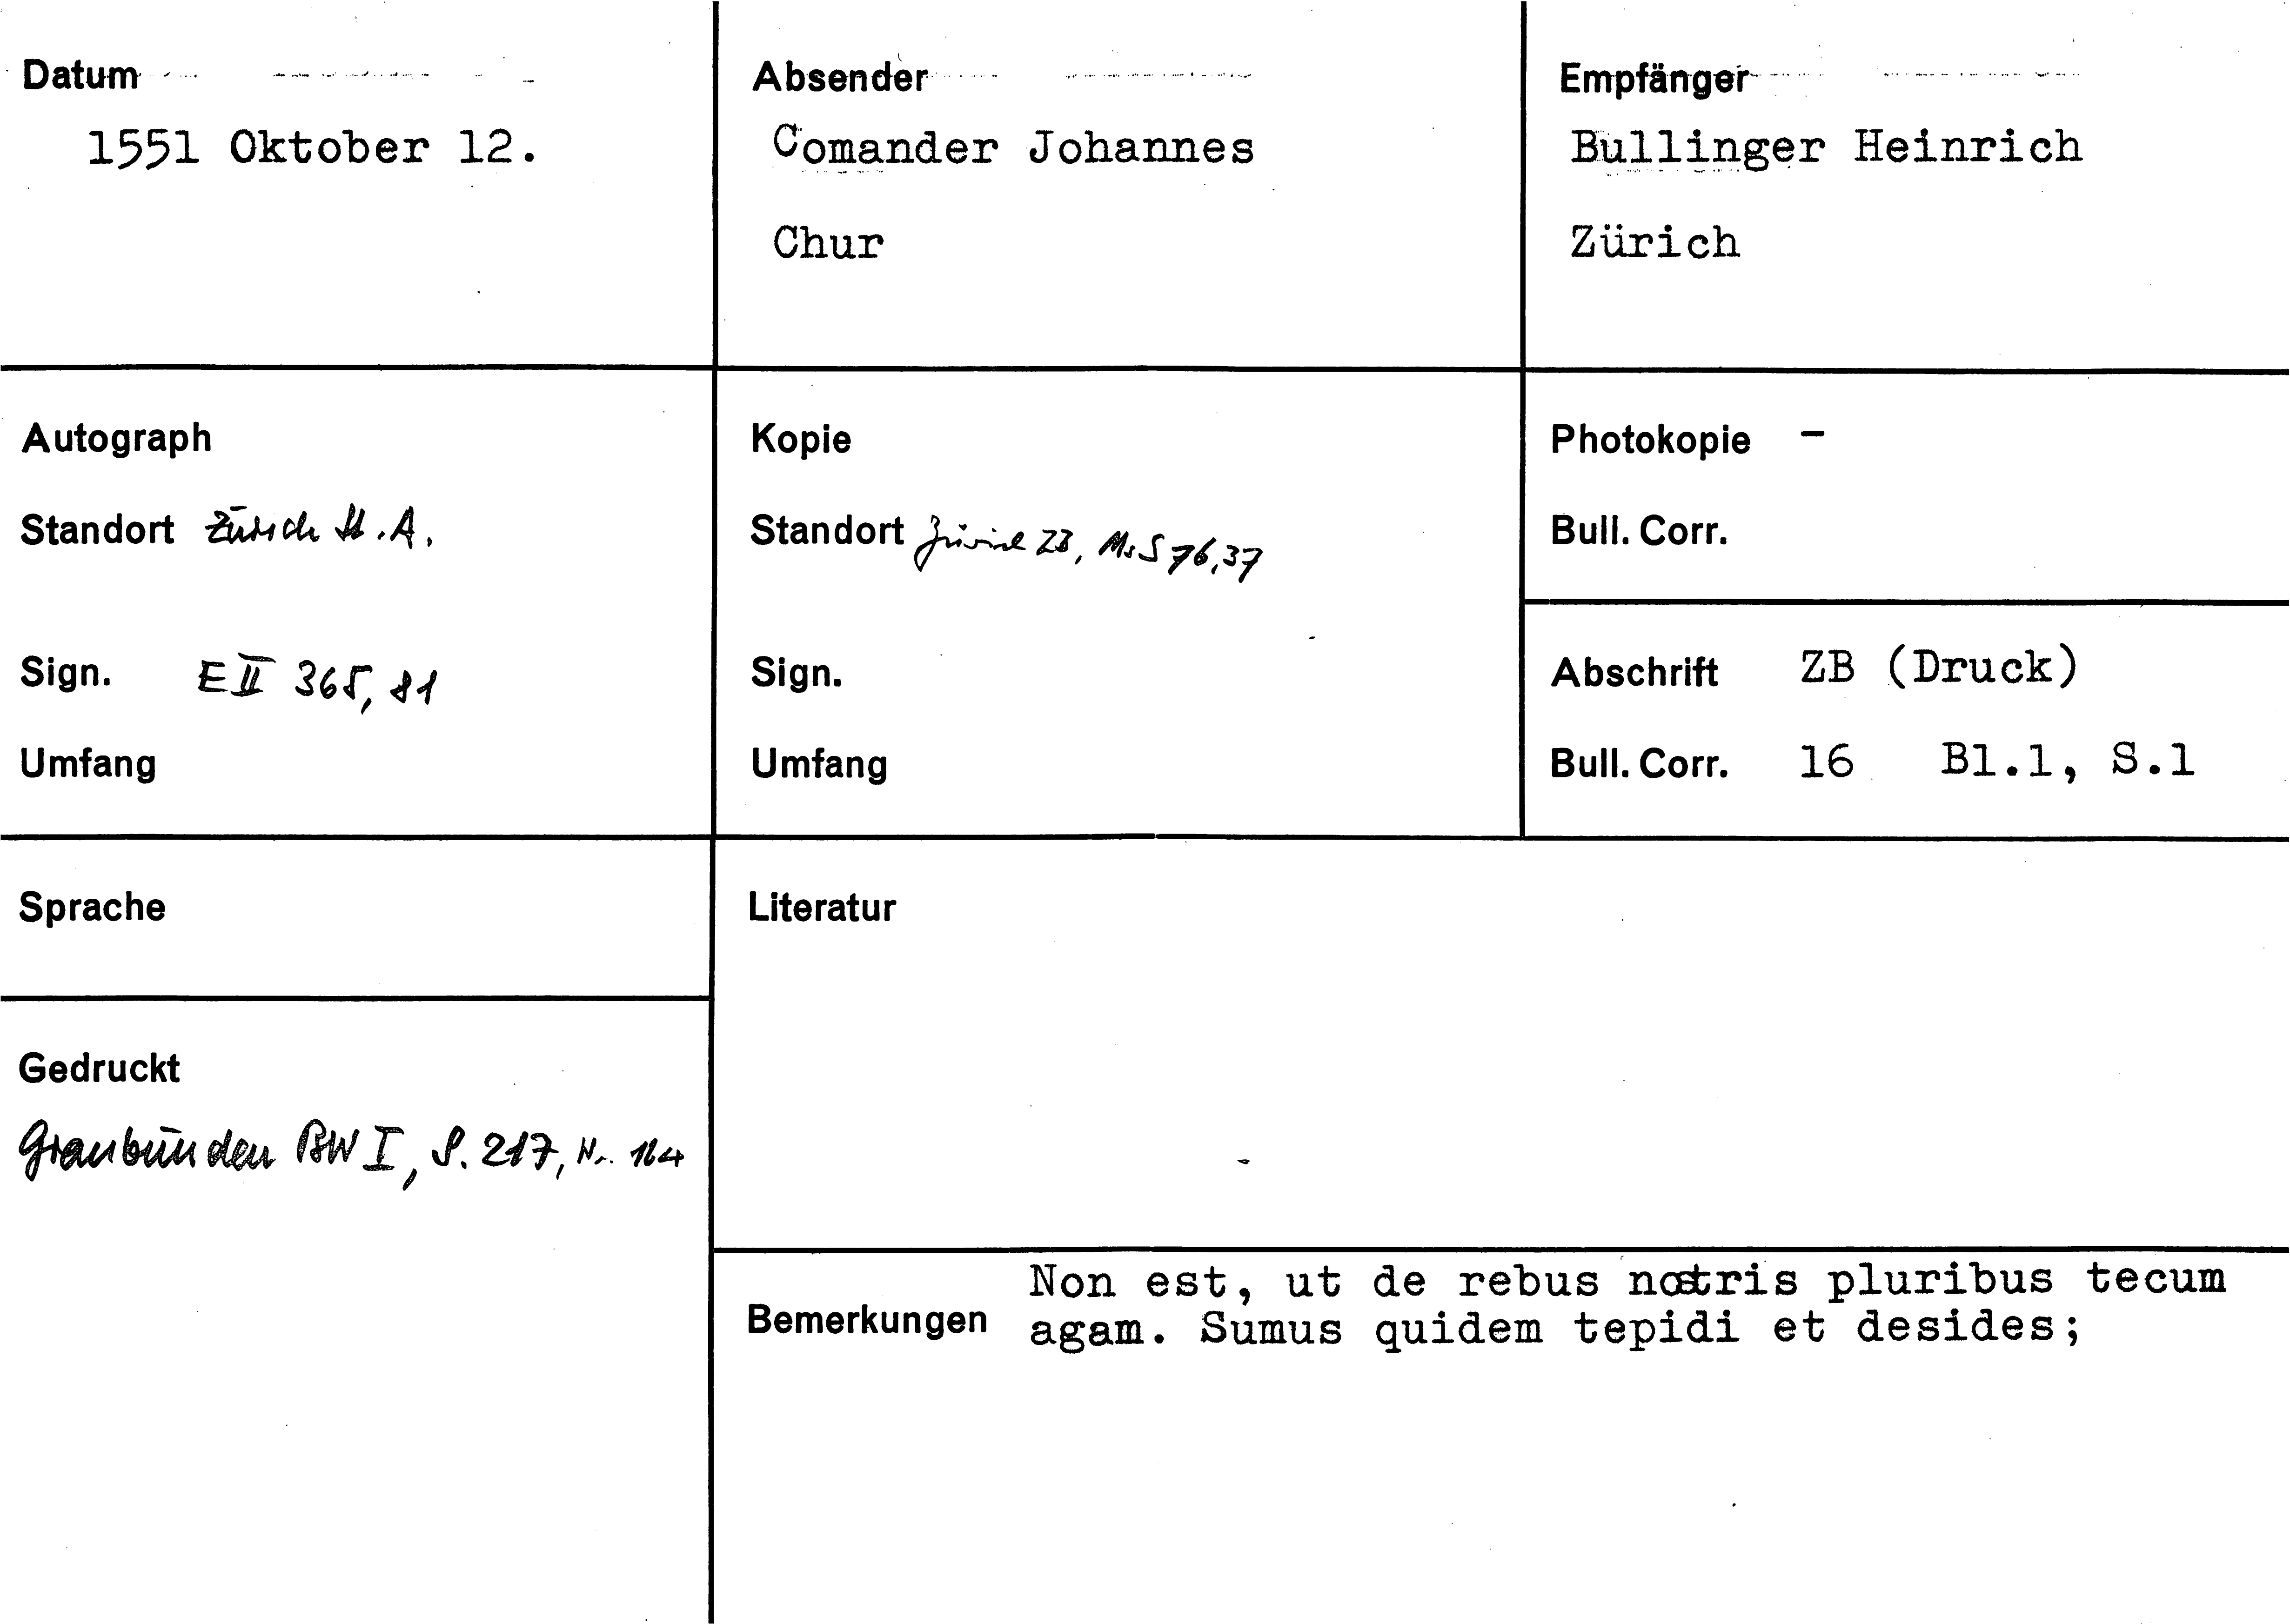 Datum
1551 Oktober 12.
Absender
Comander Johannes
Chur
Empfänger
Bullinger Heinrich
Zürich
Autograph
Standort Zürich St.A.
Sign. E II 365, 81
Umfang
Kopie
Standort Zürich ZB, Ms S 76,37
Sign.
Umfang
Photokopie -
Bull. Corr.
Abschrift ZB (Druck)
Bull. Corr. 16 Bl.1, S.1
Sprache
Gedruckt
Graubünden BW I, S. 217, Nr. 164
Literatur
Bemerkungen
Non est, ut de rebus nostris pluribus tecum
agam. Sumus quidem tepidi et desides;